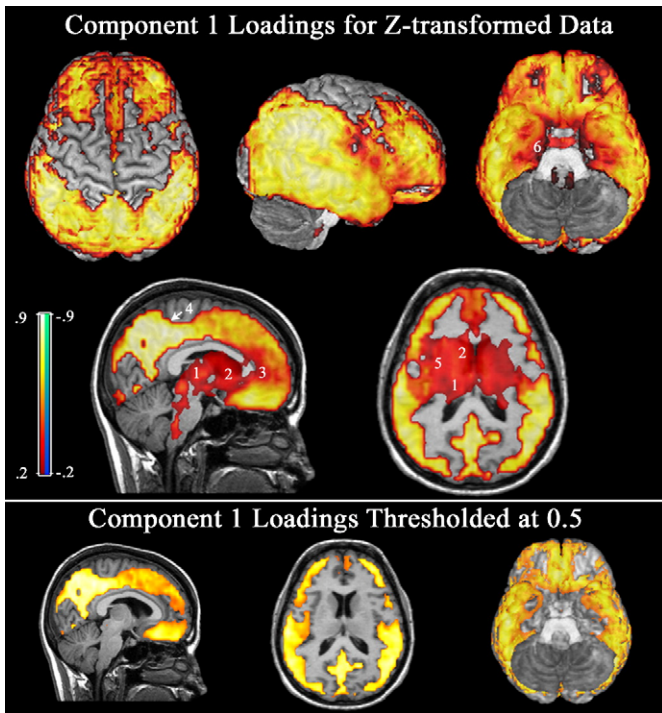 Component 1 Loadings for Z-transformed Data
6
4
.9 -.9
1 2 3
2
5
1
.2 -.2
Component 1 Loadings Thresholded at 0.5